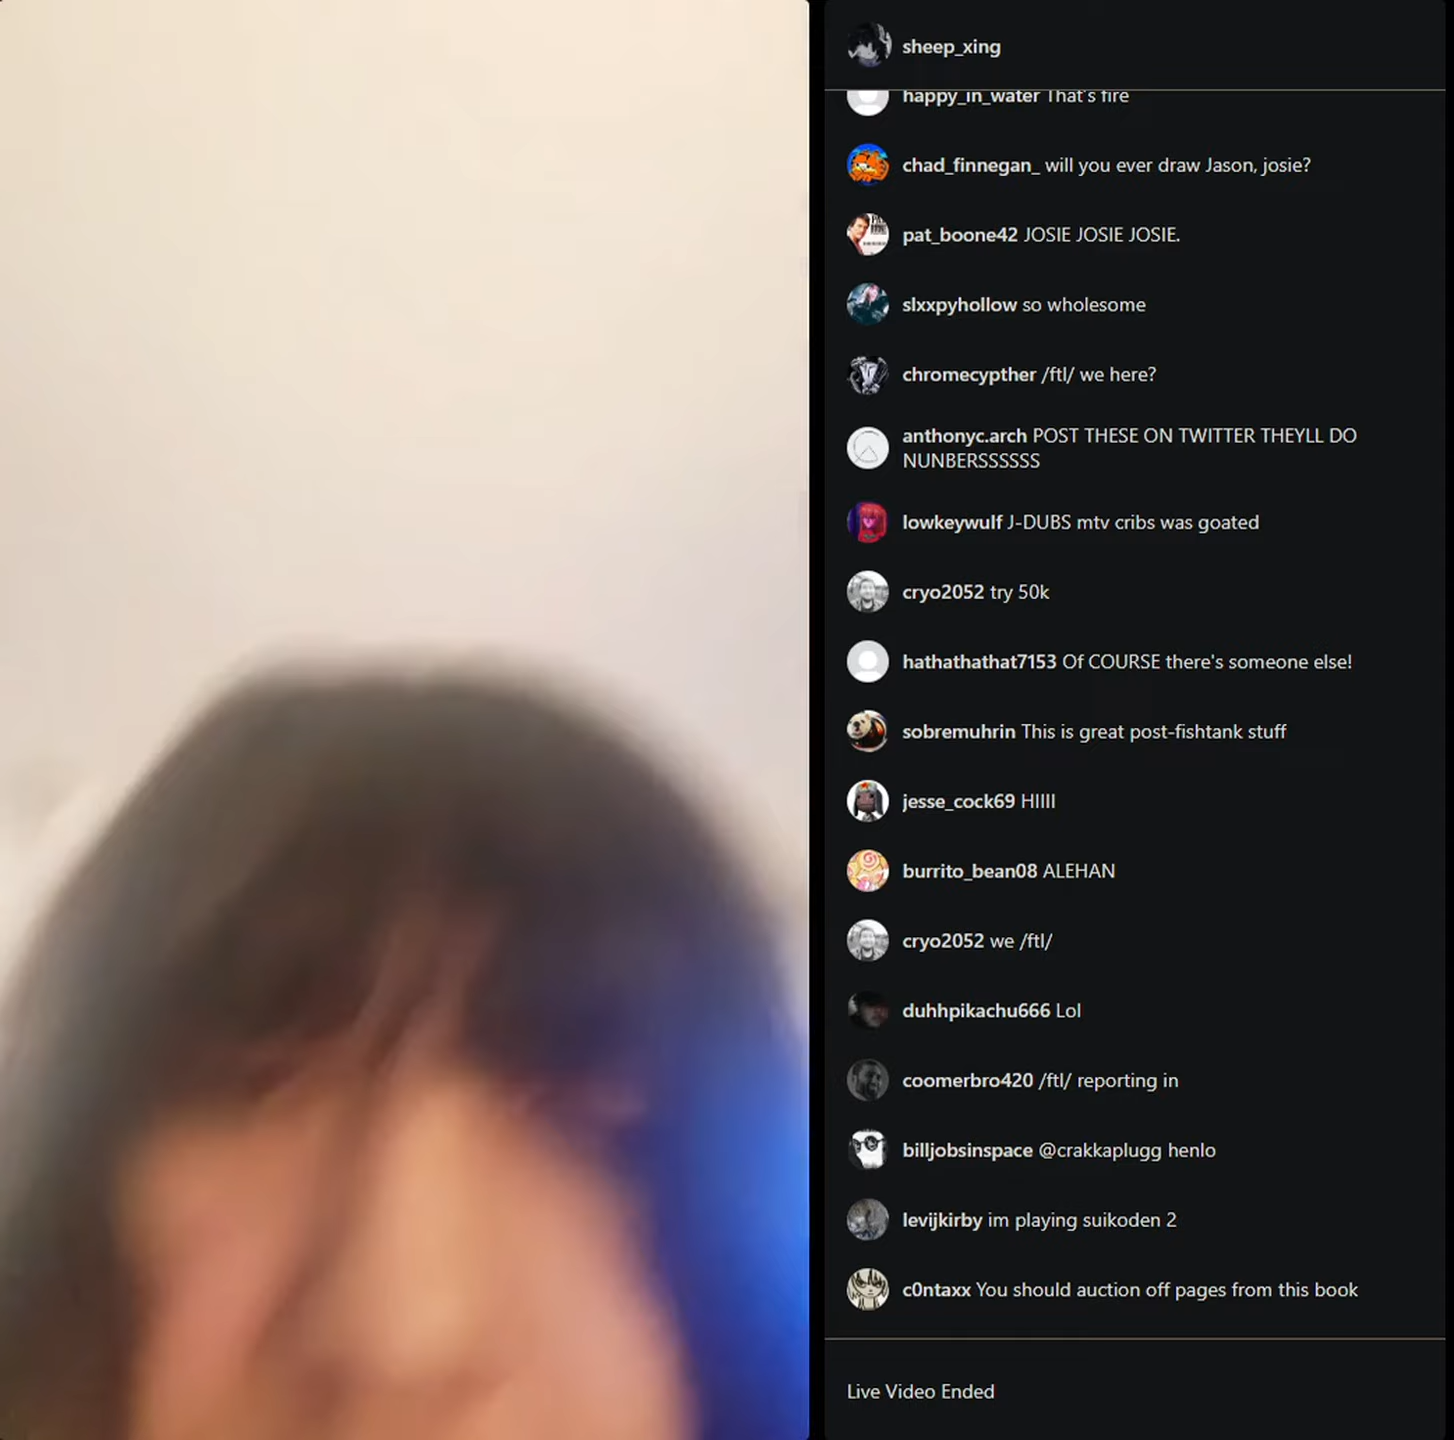 sheep_xing
happy_in_water That's fire
chad_finnegan_ will you ever draw Jason, josie?
pat_boone42 JOSIE JOSIE JOSIE.
slxxpyhollow so wholesome
chromecypther /ftl/ we here?
anthonyc.arch POST THESE ON TWITTER THEYLL DO
NUNBERSSSSSS
lowkeywulf J-DUBS mtv cribs was goated
cryo2052 try 50k
hathathathat7153 Of COURSE there's someone else!
sobremuhrin This is great post-fishtank stuff
jesse_cock69 HIIII
burrito_bean08 ALEHAN
cryo2052 we /ftl/
duhhpikachu666 Lol
coomerbro420 /ftl/ reporting in
billjobsinspace @crakkaplugg henlo
levijkirby im playing suikoden 2
c0ntaxx You should auction off pages from this book
Live Video Ended